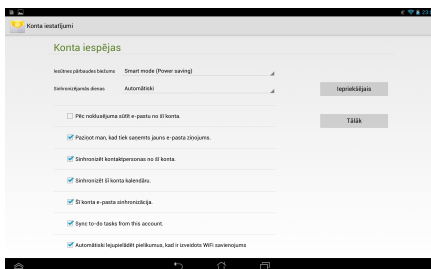 Konta iestatījumi
Konta iespējas
Iesūtnes pārbaudes biežums Smart mode (Power saving)
Sinhronizējamās dienas Automātiski
Iepriekšējais
Pēc noklusējuma sūtīt e-pastu no šī konta.
Tālāk
Paziņot man, kad tiek saņemts jauns e-pasta ziņojums.
Sinhronizēt kontaktpersonas no šī konta.
Sinhronizēt šī konta kalendāru.
Šī konta e-pasta sinhronizācija.
Sync to-do tasks from this account.
Automātiski lejupielādēt pielikumus, kad ir izveidots WiFi savienojums